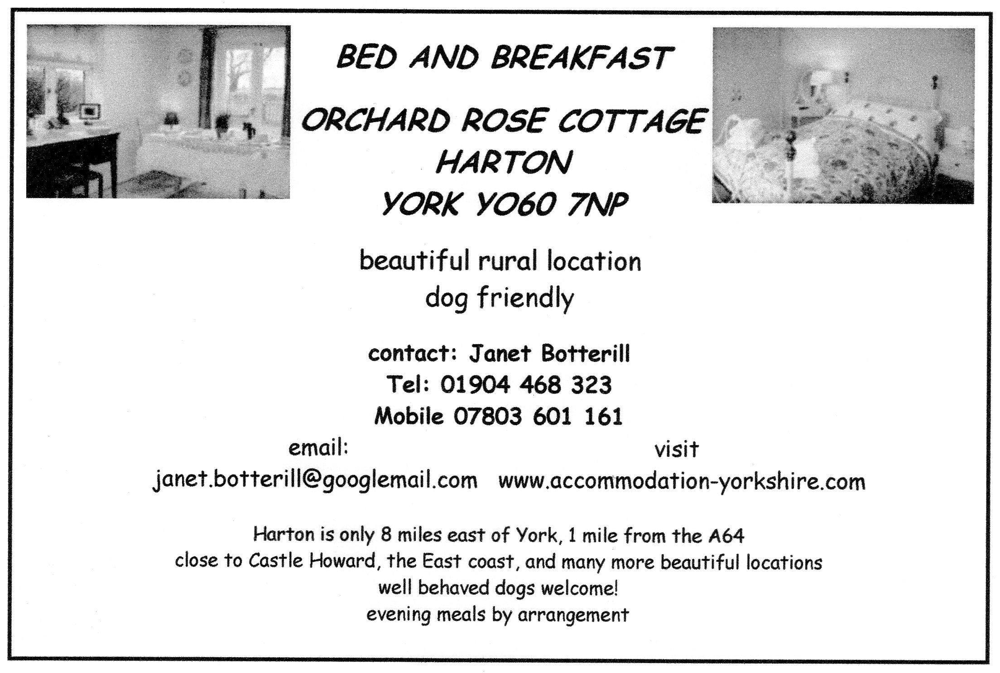 BED AND BREAKFAST
ORCHARD ROSE COTTAGE
HARTON
YORK YO60 7NP
beautiful rural location
dog friendly
contact: Janet Botterill
Tel: 01904 468 323
Mobile 07803 601 161
email: visit
janet.botterill@googlemail.com www.accommodation-yorkshire.com
Harton is only 8 miles east of York, 1 mile from the A64
close to Castle Howard, the East coast, and many more beautiful locations
well behaved dogs welcome!
evening meals by arrangement